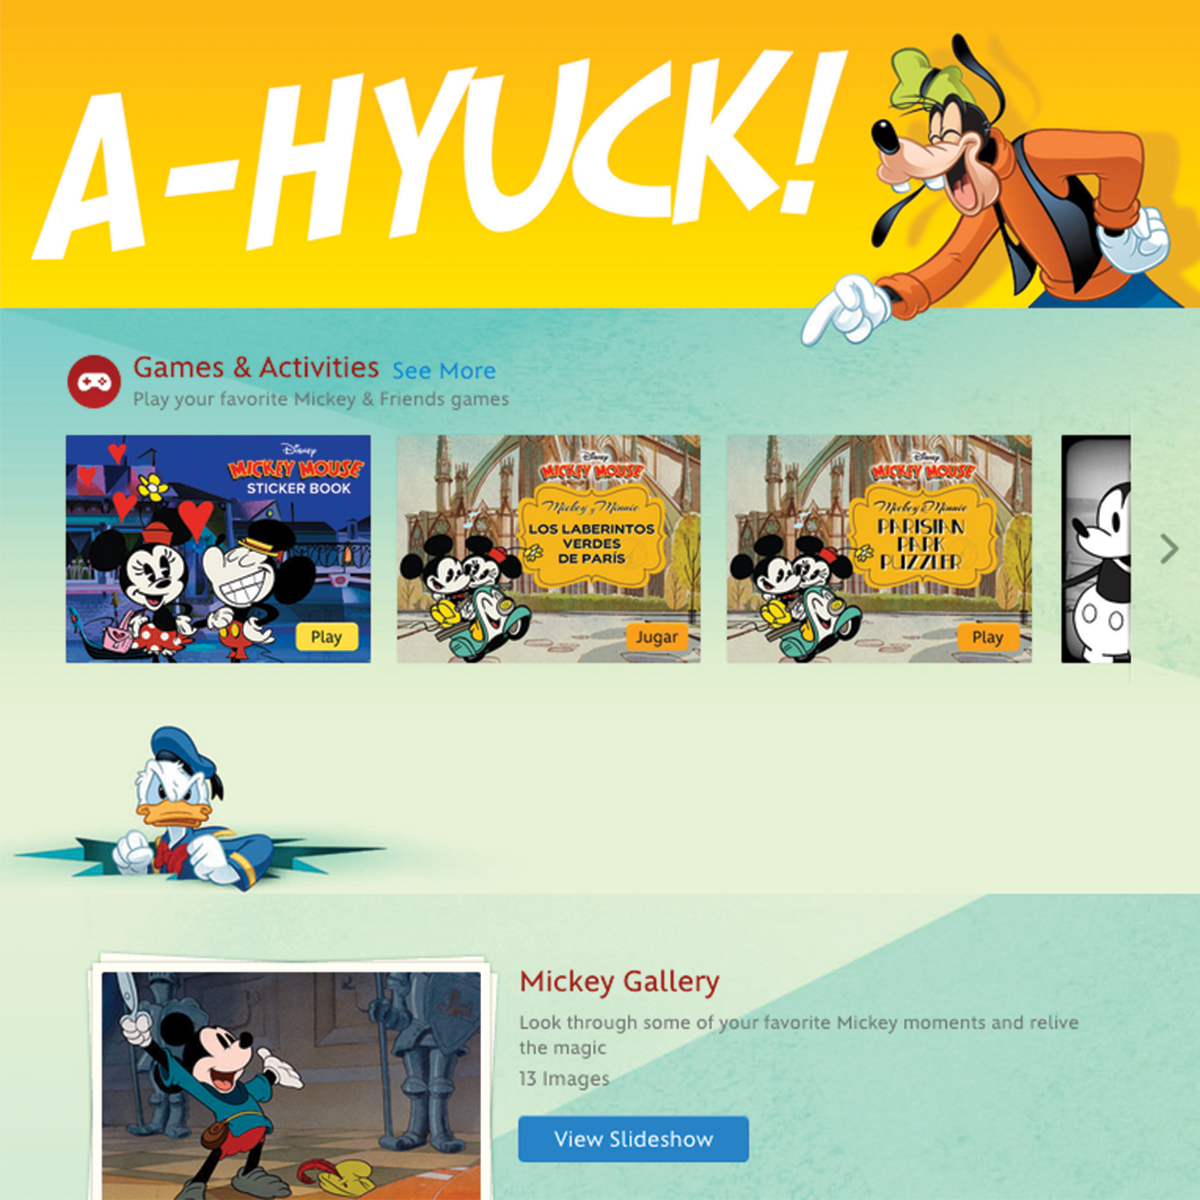 A-HYUCK!
Games & Activities See More
Play your favorite Mickey & Friends games
Disney
MICKEY MOUSE
STICKER BOOK
Play
Disney
MICKEY MOUSE
Mickey y Minnie
LOS LABERINTOS
VERDES
DE PARÍS
Jugar
Disney
MICKEY MOUSE
Mickey & Minnie
PARISIAN
PARK
PUZZLER
Play
Mickey Gallery
Look through some of your favorite Mickey moments and relive
the magic
13 Images
View Slideshow